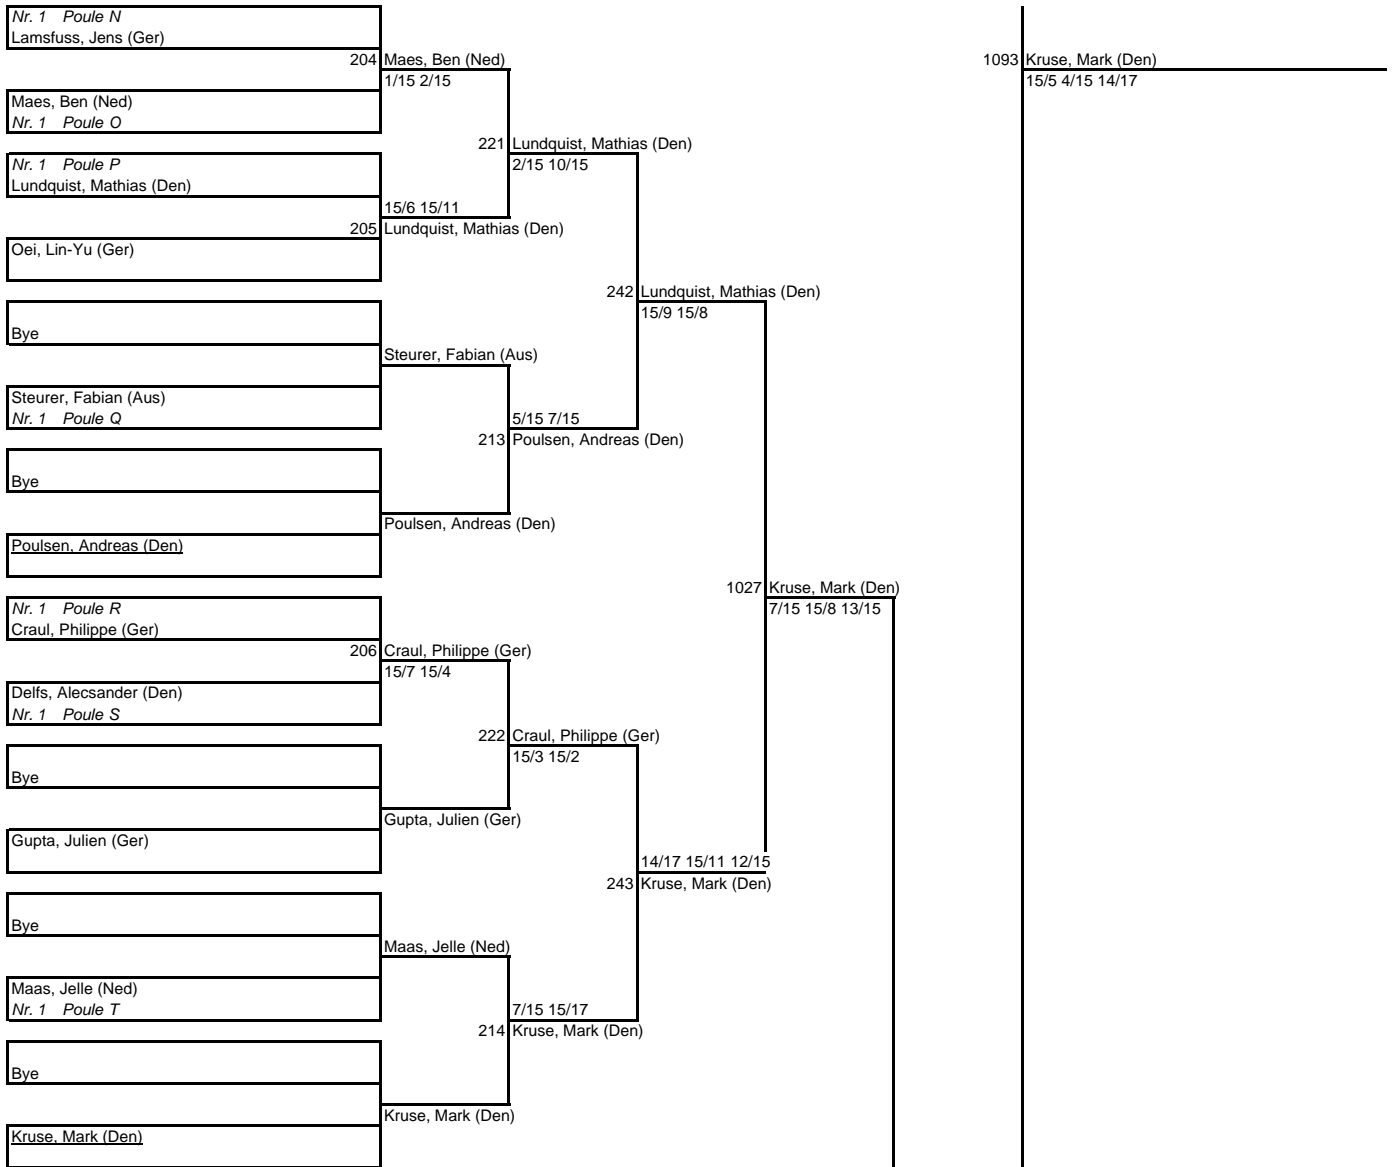 Nr. 1 Poule N
Lamsfuss, Jens (Ger)
204 Maes, Ben (Ned)
1093 Kruse, Mark (Den)
1/15 2/15
15/5 4/15 14/17
Maes, Ben (Ned)
Nr. 1 Poule O
221 Lundquist, Mathias (Den)
Nr. 1 Poule P
2/15 10/15
Lundquist, Mathias (Den)
15/6 15/11
205 Lundquist, Mathias (Den)
Oei, Lin-Yu (Ger)
242 Lundquist, Mathias (Den)
15/9 15/8
Bye
Steurer, Fabian (Aus)
Steurer, Fabian (Aus)
Nr. 1 Poule Q
5/15 7/15
213 Poulsen, Andreas (Den)
Bye
Poulsen, Andreas (Den)
Poulsen, Andreas (Den)
1027 Kruse, Mark (Den)
Nr. 1 Poule R
7/15 15/8 13/15
Craul, Philippe (Ger)
206 Craul, Philippe (Ger)
15/7 15/4
Delfs, Alecsander (Den)
Nr. 1 Poule S
222 Craul, Philippe (Ger)
15/3 15/2
Bye
Gupta, Julien (Ger)
Gupta, Julien (Ger)
14/17 15/11 12/15
243 Kruse, Mark (Den)
Bye
Maas, Jelle (Ned)
Maas, Jelle (Ned)
Nr. 1 Poule T
7/15 15/17
214 Kruse, Mark (Den)
Bye
Kruse, Mark (Den)
Kruse, Mark (Den)